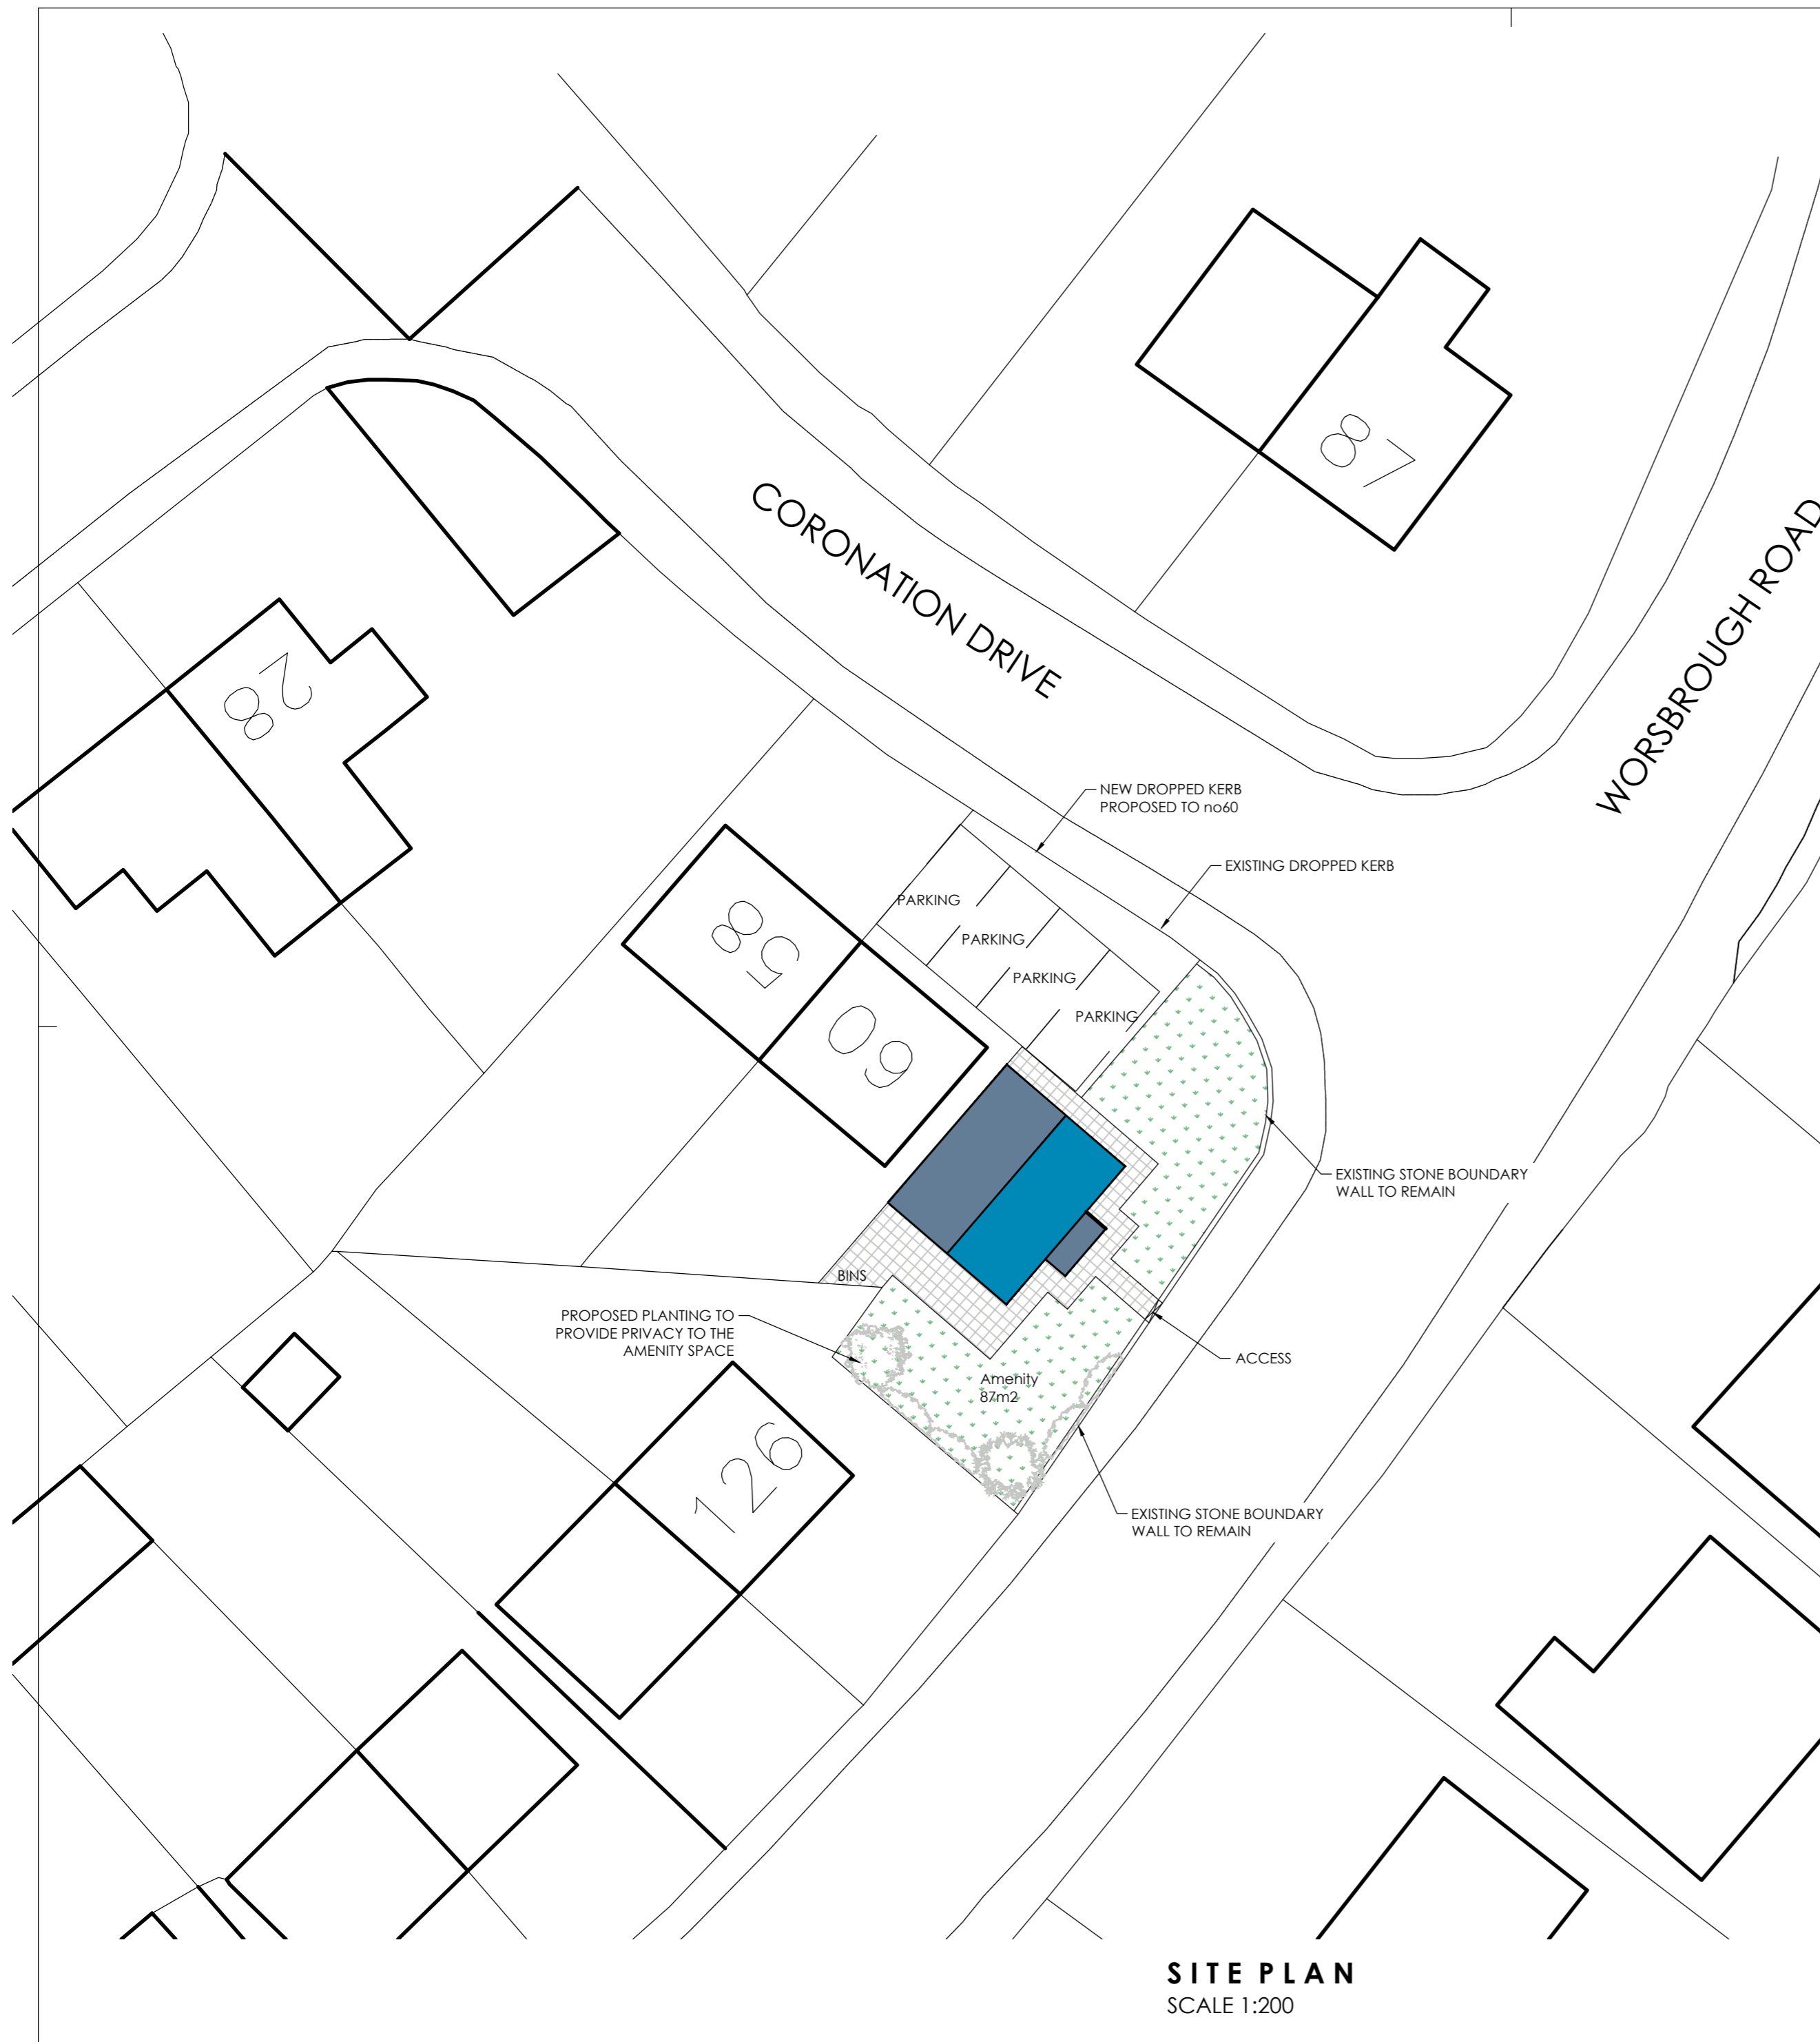 87
CORONATION DRIVE
WORSBROUGH ROAD
28
NEW DROPPED KERB
PROPOSED TO no60
EXISTING DROPPED KERB
PARKING
PARKING
PARKING
PARKING
58
60
EXISTING STONE BOUNDARY
WALL TO REMAIN
BINS
PROPOSED PLANTING TO
PROVIDE PRIVACY TO THE
AMENITY SPACE
ACCESS
Amenity
87m2
126
EXISTING STONE BOUNDARY
WALL TO REMAIN
SITE PLAN
SCALE 1:200